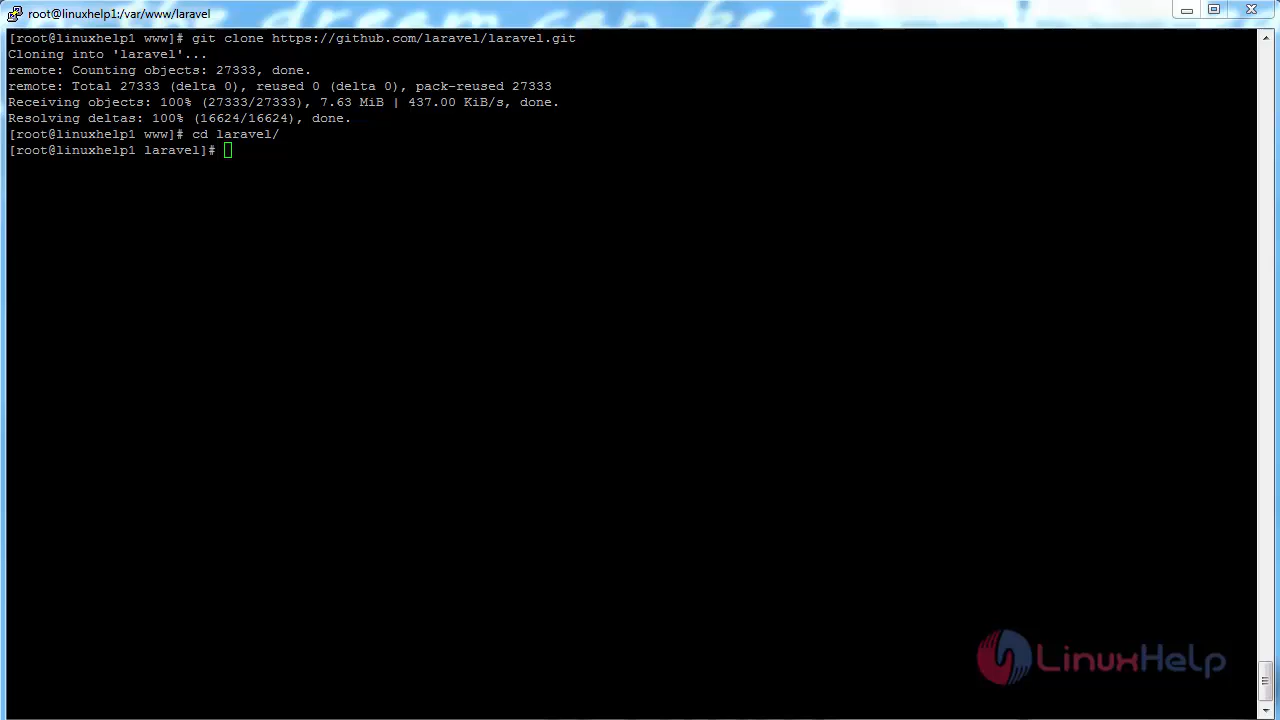 root@linuxhelp1:/var/www/laravel
[root@linuxhelp1 www]# git clone https://github.com/laravel/laravel.git
Cloning into 'laravel'...
remote: Counting objects: 27333, done.
remote: Total 27333 (delta 0), reused 0 (delta 0), pack-reused 27333
Receiving objects: 100% (27333/27333), 7.63 MiB | 437.00 KiB/s, done.
Resolving deltas: 100% (16624/16624), done.
[root@linuxhelp1 www]# cd laravel/
[root@linuxhelp1 laravel]#
LinuxHelp